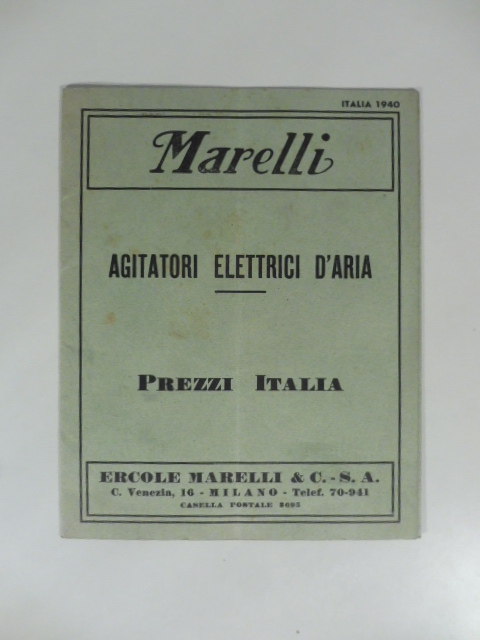 ITALIA 1940
Marelli
AGITATORI ELETTRICI D'ARIA
PREZZI ITALIA
ERCOLE MARELLI & C. - S. A.
C. Venezia, 16 - MILANO - Telef. 70-941
CASELLA POSTALE